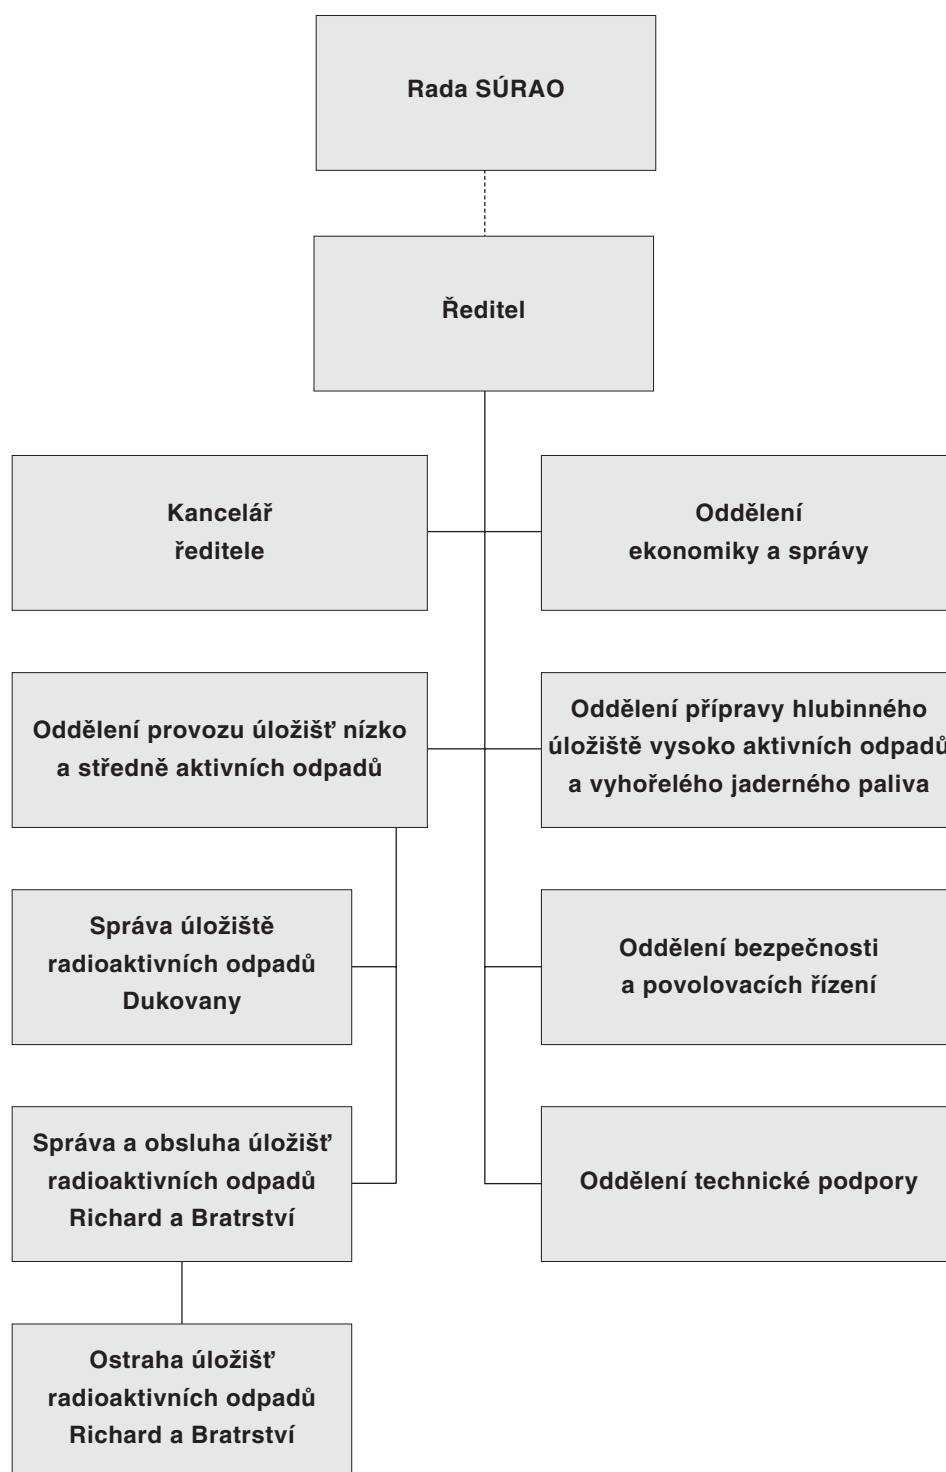 Rada SÚRAO
Ředitel
Kancelář
ředitele
Oddělení
ekonomiky a správy
Oddělení provozu úložišť nízko
a středně aktivních odpadů
Oddělení přípravy hlubinného
úložiště vysoko aktivních odpadů
a vyhořelého jaderného paliva
Správa úložiště
radioaktivních odpadů
Dukovany
Oddělení bezpečnosti
a povolovacích řízení
Správa a obsluha úložišť
radioaktivních odpadů
Richard a Bratrství
Oddělení technické podpory
Ostraha úložišť
radioaktivních odpadů
Richard a Bratrství